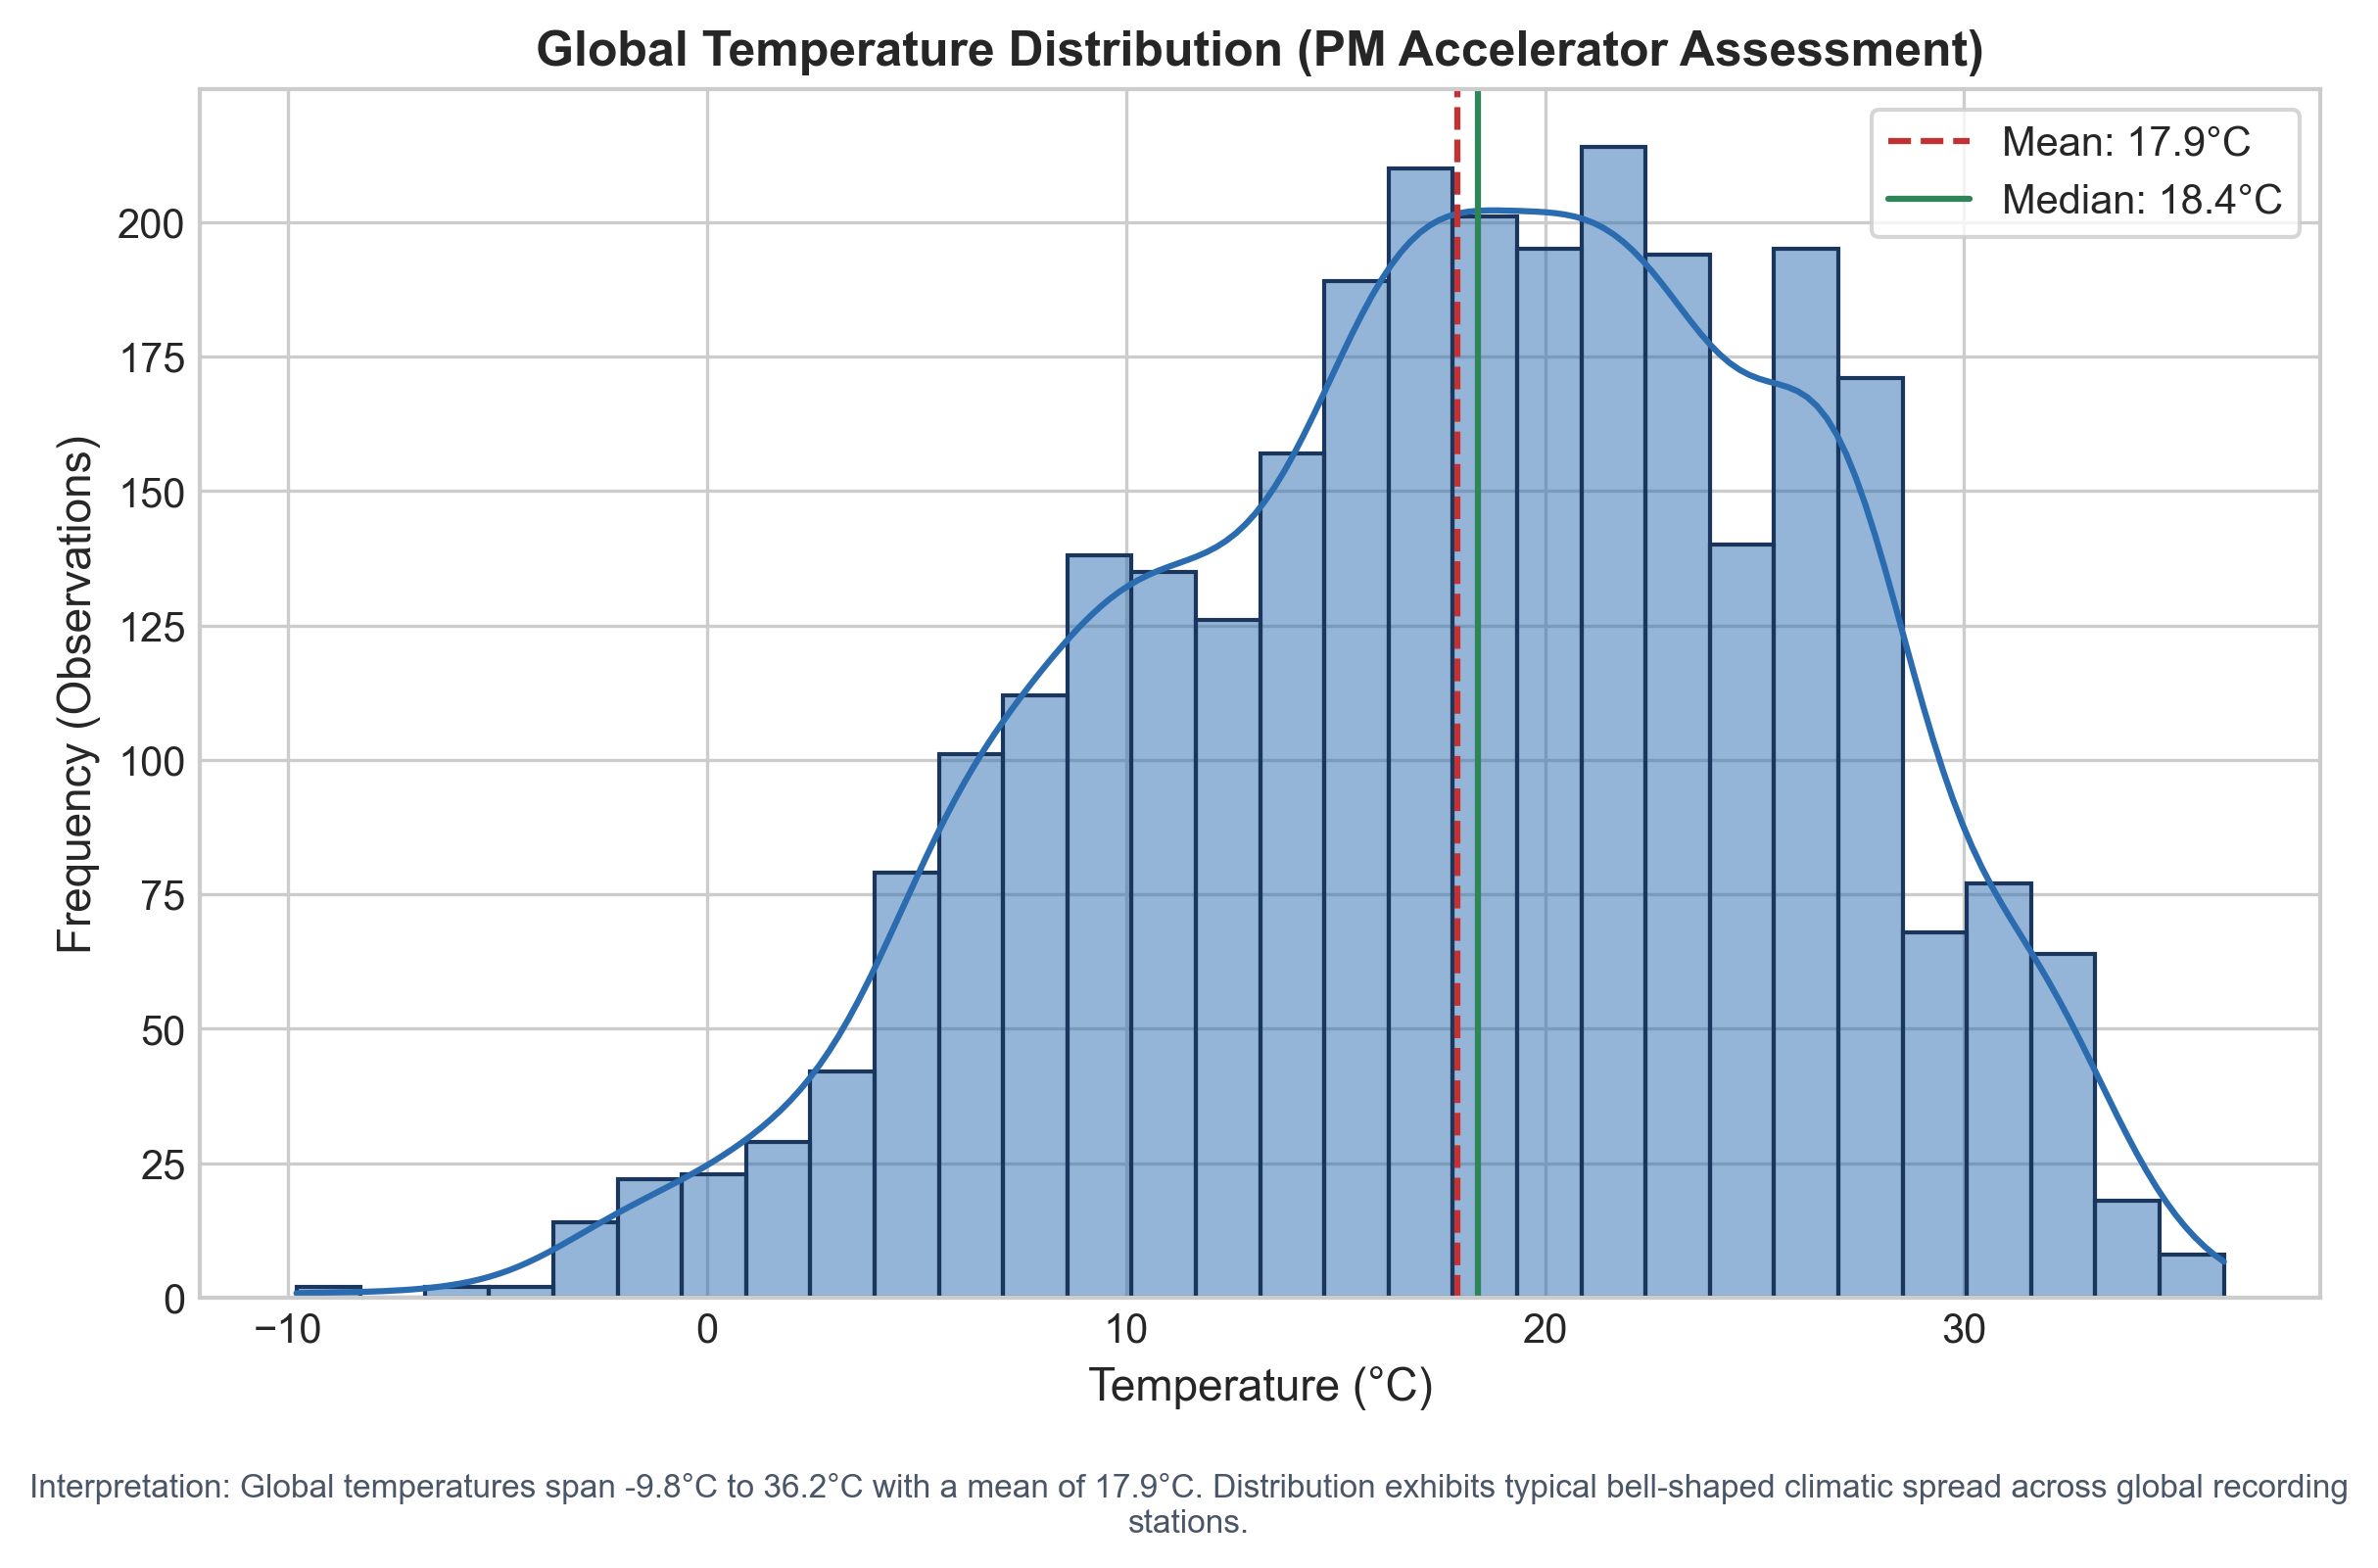 Global Temperature Distribution (PM Accelerator Assessment)
Mean: 17.9°C
Median: 18.4°C
Frequency (Observations)
200
175
150
125
100
75
50
25
0
−10
0
10
20
30
Temperature (°C)
Interpretation: Global temperatures span -9.8°C to 36.2°C with a mean of 17.9°C. Distribution exhibits typical bell-shaped climatic spread across global recording
stations.